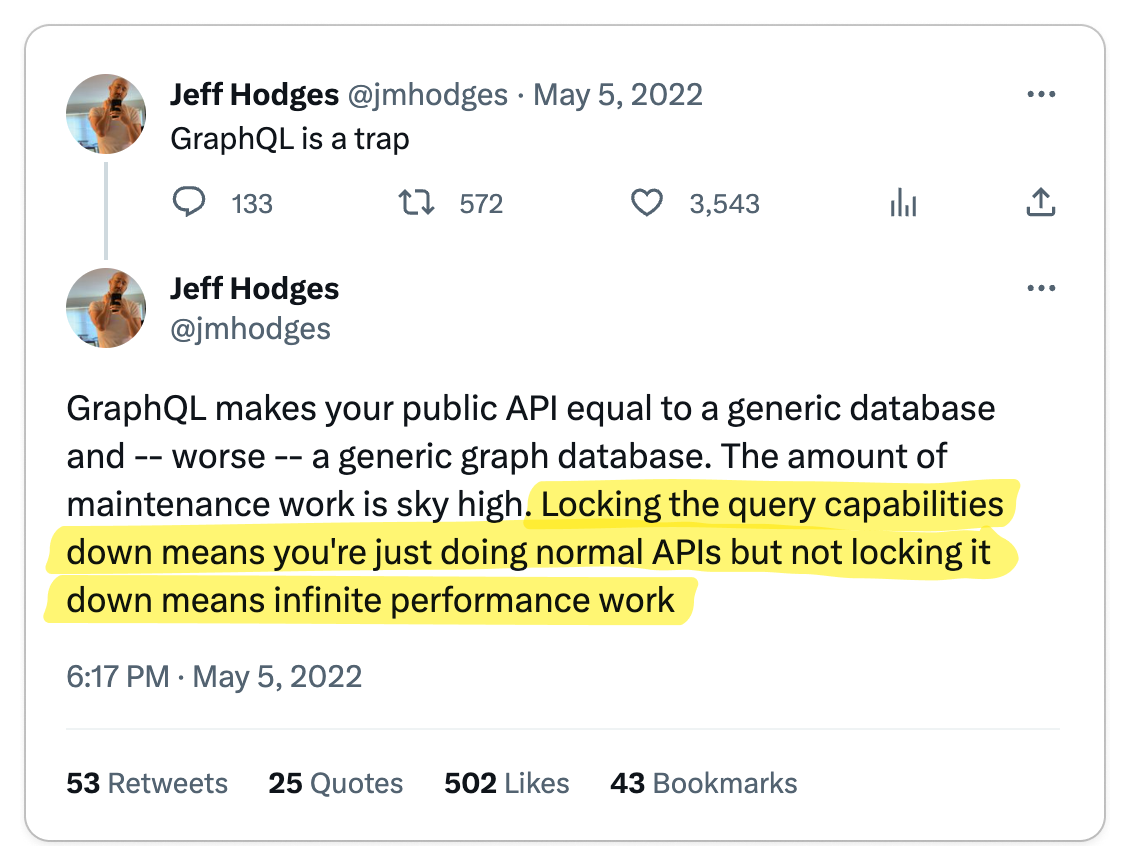 Jeff Hodges @jmhodges · May 5, 2022
GraphQL is a trap
133 572 3,543
Jeff Hodges
@jmhodges
GraphQL makes your public API equal to a generic database
and -- worse -- a generic graph database. The amount of
maintenance work is sky high. Locking the query capabilities
down means you're just doing normal APIs but not locking it
down means infinite performance work
6:17 PM · May 5, 2022
53 Retweets 25 Quotes 502 Likes 43 Bookmarks